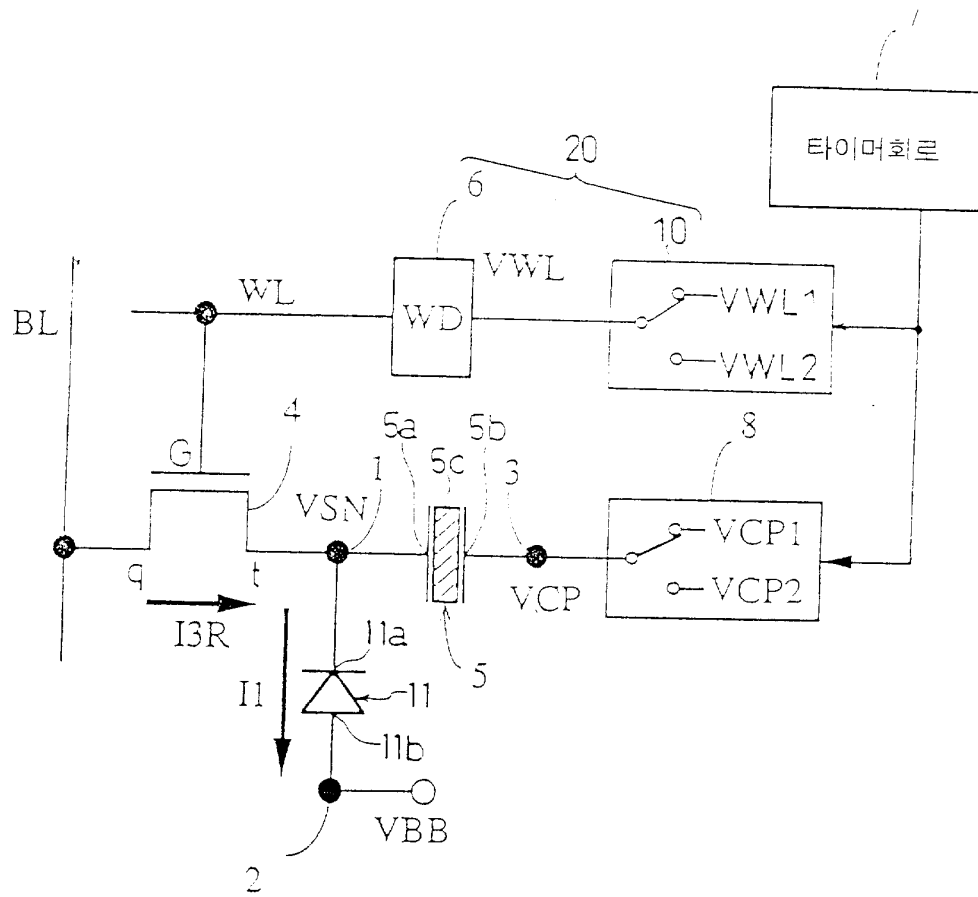 7
타이머회로
20
6
10
VWL
WL
WD
VWL1
VWL2
BL
4
8
G
5a
5c
5b
1
3
VSN
VCP1
VCP2
VCP
q
t
I3R
11a
5
I1
11
11b
VBB
2